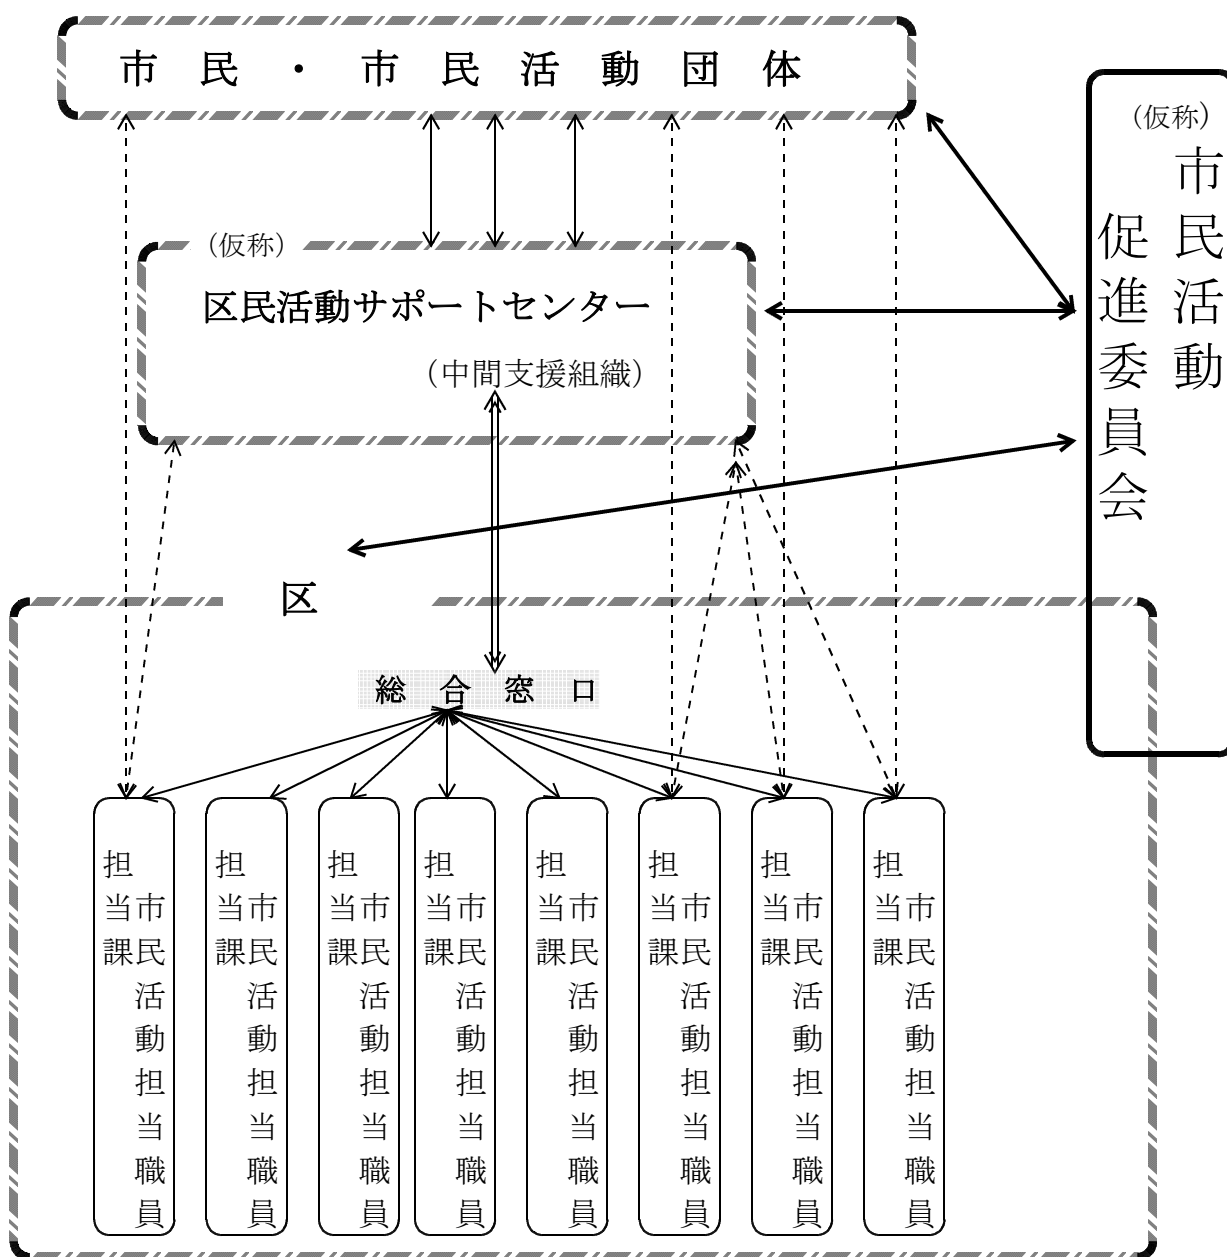 市民・市民活動団体
（仮称）
市民活動
促進委員会
（仮称）
区民活動サポートセンター
（中間支援組織）
区
総合窓口
担当課
市民活動担当職員
担当課
市民活動担当職員
担当課
市民活動担当職員
担当課
市民活動担当職員
担当課
市民活動担当職員
担当課
市民活動担当職員
担当課
市民活動担当職員
担当課
市民活動担当職員